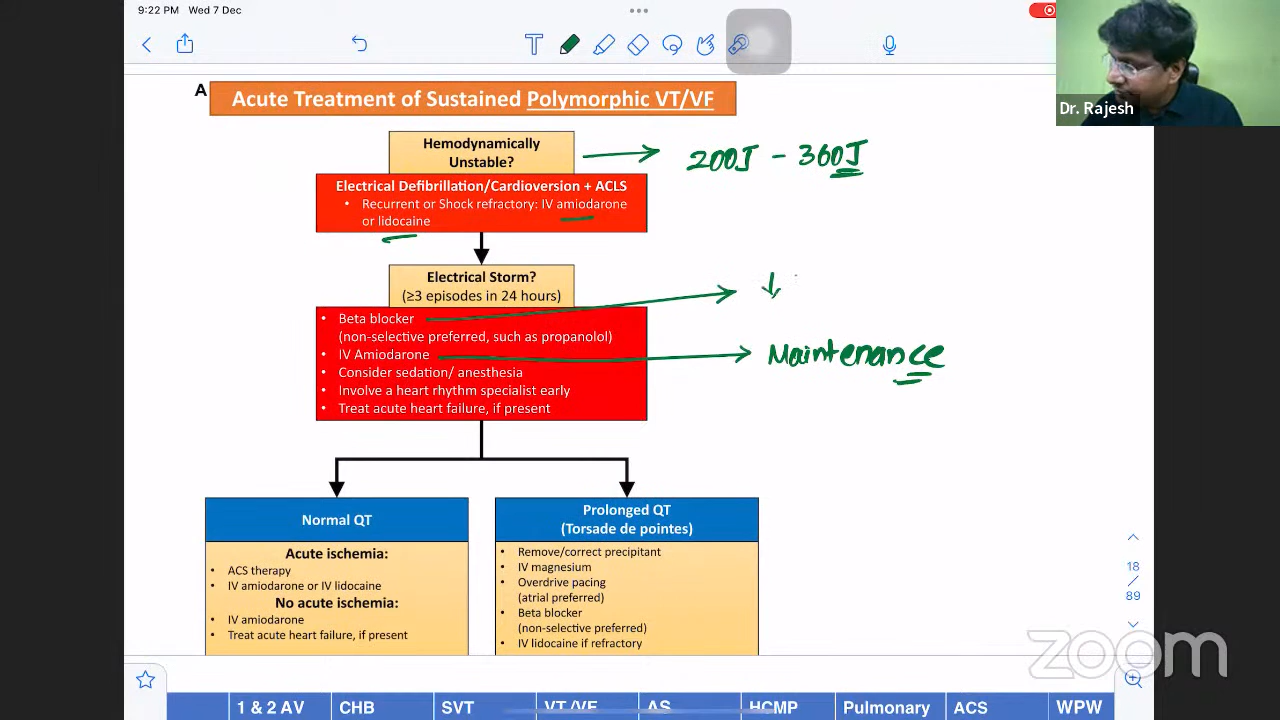 9:22 PM Wed 7 Dec
Dr. Rajesh
A
Acute Treatment of Sustained Polymorphic VT/VF
Hemodynamically
Unstable?
200J - 360J
Electrical Defibrillation/Cardioversion + ACLS
• Recurrent or Shock refractory: IV amiodarone
or lidocaine
Electrical Storm?
(≥3 episodes in 24 hours)
↓
• Beta blocker
(non-selective preferred, such as propanolol)
• IV Amiodarone
Maintenance
• Consider sedation/ anesthesia
• Involve a heart rhythm specialist early
• Treat acute heart failure, if present
Normal QT
Acute ischemia:
• ACS therapy
• IV amiodarone or IV lidocaine
No acute ischemia:
• IV amiodarone
• Treat acute heart failure, if present
Prolonged QT
(Torsade de pointes)
• Remove/correct precipitant
• IV magnesium
• Overdrive pacing
(atrial preferred)
• Beta blocker
(non-selective preferred)
• IV lidocaine if refractory
18
/
89
zoom
1 & 2 AV CHB SVT VT/VF AS HCMP Pulmonary ACS WPW